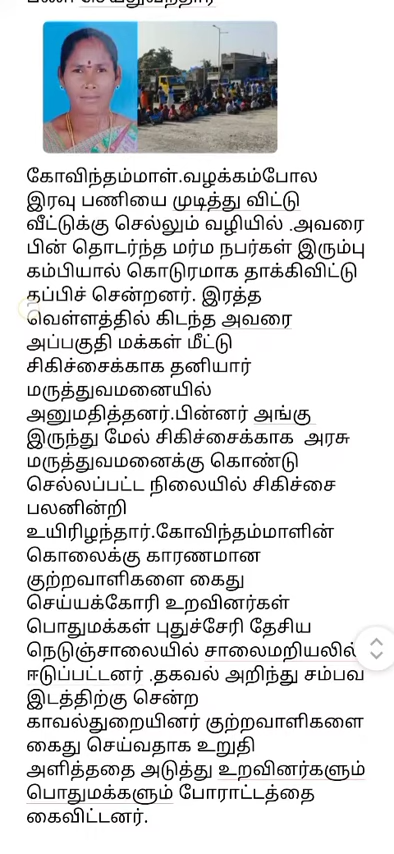 கோவிந்தம்மாள்.வழக்கம்போல
இரவு பணியை முடித்து விட்டு
வீட்டுக்கு செல்லும் வழியில் .அவரை
பின் தொடர்ந்த மர்ம நபர்கள் இரும்பு
கம்பியால் கொடுரமாக தாக்கிவிட்டு
தப்பிச் சென்றனர். இரத்த
வெள்ளத்தில் கிடந்த அவரை
அப்பகுதி மக்கள் மீட்டு
சிகிச்சைக்காக தனியார்
மருத்துவமனையில்
அனுமதித்தனர்.பின்னர் அங்கு
இருந்து மேல் சிகிச்சைக்காக அரசு
மருத்துவமனைக்கு கொண்டு
செல்லப்பட்ட நிலையில் சிகிச்சை
பலனின்றி
உயிரிழந்தார்.கோவிந்தம்மாளின்
கொலைக்கு காரணமான
குற்றவாளிகளை கைது
செய்யக்கோரி உறவினர்கள்
பொதுமக்கள் புதுச்சேரி தேசிய
நெடுஞ்சாலையில் சாலைமறியலில்
ஈடுப்பட்டனர் .தகவல் அறிந்து சம்பவ
இடத்திற்கு சென்ற
காவல்துறையினர் குற்றவாளிகளை
கைது செய்வதாக உறுதி
அளித்ததை அடுத்து உறவினர்களும்
பொதுமக்களும் போராட்டத்தை
கைவிட்டனர்.